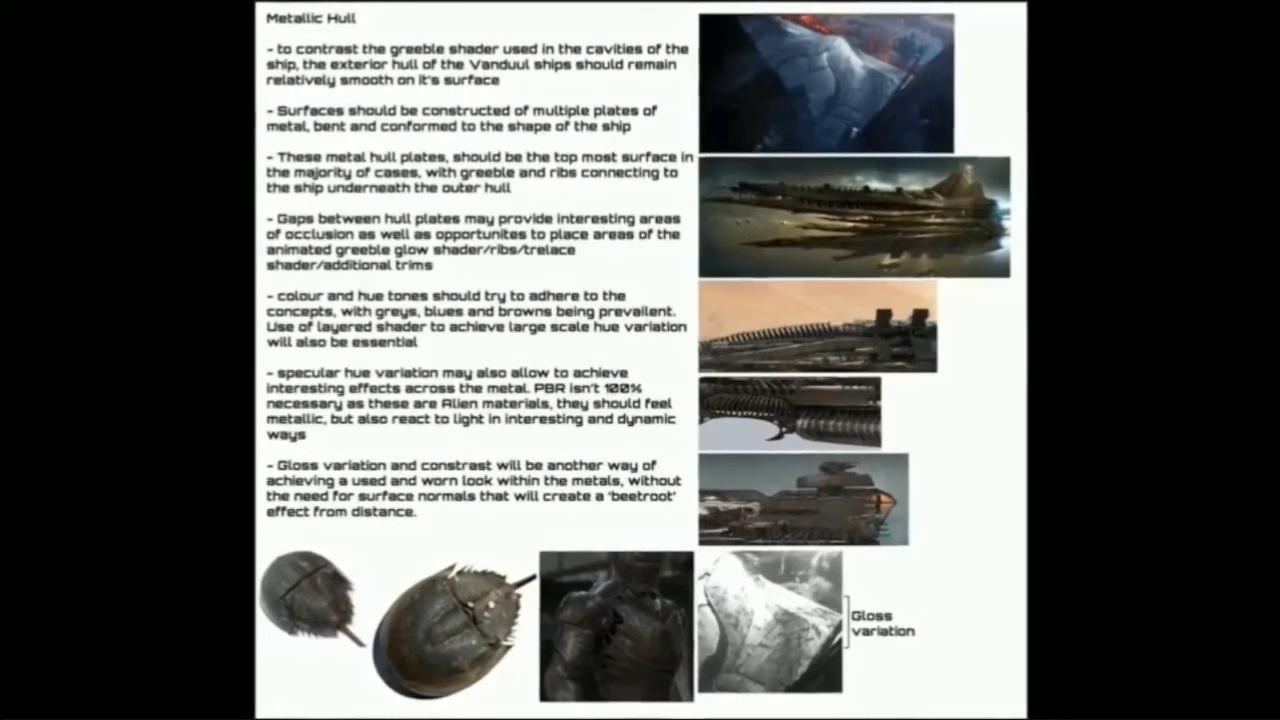 Metallic Hull
- to contrast the greeble shader used in the cavities of the
ship, the exterior hull of the Vanduul ships should remain
relatively smooth on it's surface
- Surfaces should be constructed of multiple plates of
metal, bent and conformed to the shape of the ship
- These metal hull plates, should be the top most surface in
the majority of cases, with greeble and ribs connecting to
the ship underneath the outer hull
- Gaps between hull plates may provide interesting areas
of occlusion as well as opportunites to place areas of the
animated greeble glow shader/ribs/trelace
shader/additional trims
- colour and hue tones should try to adhere to the
concepts, with greys, blues and browns being prevailent.
Use of layered shader to achieve large scale hue variation
will also be essential
- specular hue variation may also allow to achieve
interesting effects across the metal. PBR isn't 100%
necessary as these are Alien materials, they should feel
metallic, but also react to light in interesting and dynamic
ways
- Gloss variation and constrast will be another way of
achieving a used and worn look within the metals, without
the need for surface normals that will create a 'beetroot'
effect from distance.
Gloss
variation